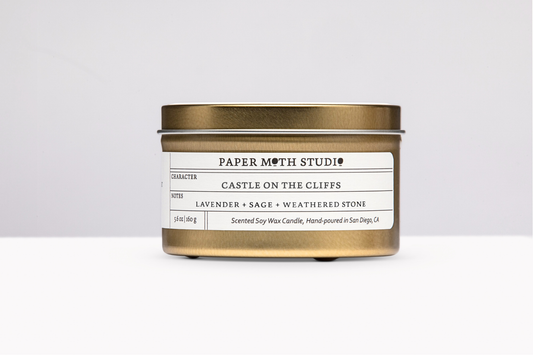 PAPER MOTH STUDIO
CHARACTER
CASTLE ON THE CLIFFS
NOTES
LAVENDER + SAGE + WEATHERED STONE
5.6 oz | 160 g
Scented Soy Wax Candle, Hand-poured in San Diego, CA